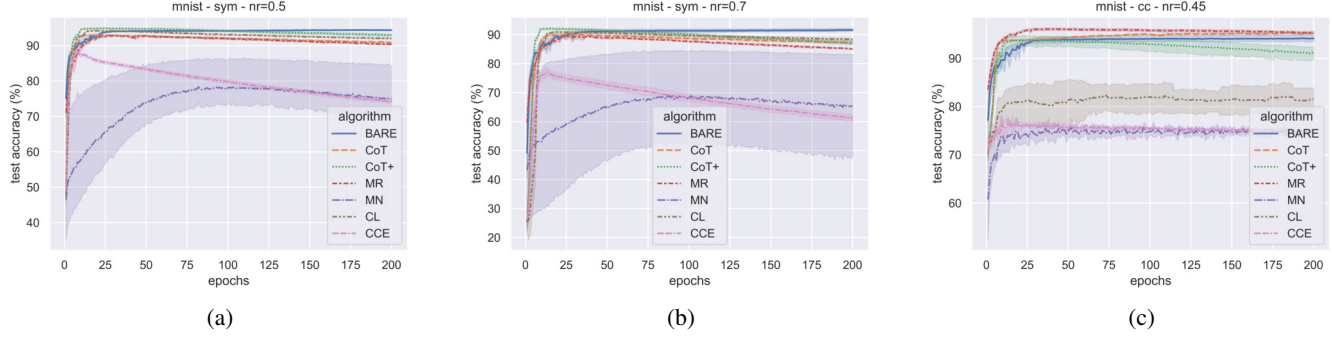 mnist - sym - nr=0.5
test accuracy (%)
90
80
70
60
50
40
algorithm
BARE
CoT
CoT+
MR
MN
CL
CCE
0 25 50 75 100 125 150 175 200
epochs
(a)
mnist - sym - nr=0.7
test accuracy (%)
90
80
70
60
50
40
30
20
algorithm
BARE
CoT
CoT+
MR
MN
CL
CCE
0 25 50 75 100 125 150 175 200
epochs
(b)
mnist - cc - nr=0.45
test accuracy (%)
90
80
70
60
algorithm
BARE
CoT
CoT+
MR
MN
CL
CCE
0 25 50 75 100 125 150 175 200
epochs
(c)